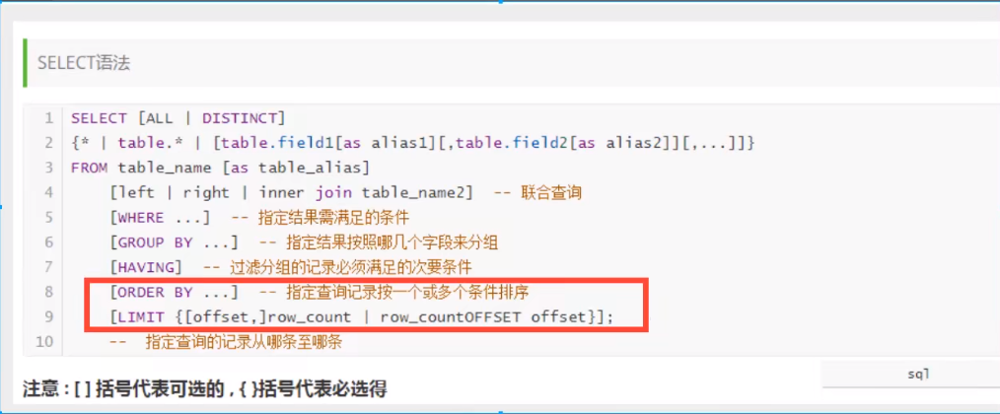 SELECT语法
1 SELECT [ALL | DISTINCT]
2 {* | table.* | [table.field1[as alias1][,table.field2[as alias2]][,...]]}
3 FROM table_name [as table_alias]
4 [left | right | inner join table_name2] -- 联合查询
5 [WHERE ...] -- 指定结果需满足的条件
6 [GROUP BY ...] -- 指定结果按照哪几个字段来分组
7 [HAVING] -- 过滤分组的记录必须满足的次要条件
8 [ORDER BY ...] -- 指定查询记录按一个或多个条件排序
9 [LIMIT {[offset,]row_count | row_countOFFSET offset}];
10 -- 指定查询的记录从哪条至哪条
sql
注意 : [ ] 括号代表可选的 , { }括号代表必选得